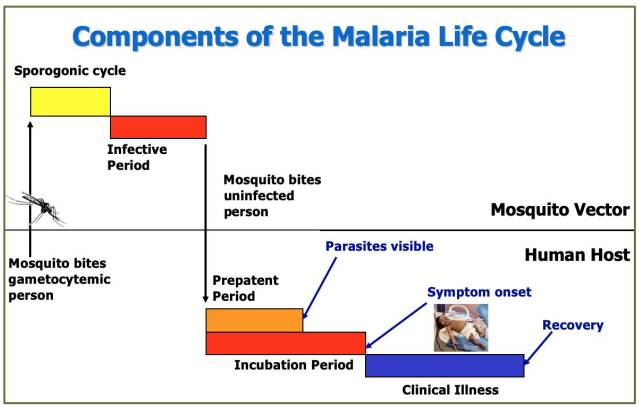 Components of the Malaria Life Cycle
Sporogonic cycle
Infective
Period
Mosquito bites
uninfected
person
Mosquito Vector
Human Host
Mosquito bites
gametocytemic
person
Parasites visible
Prepatent
Period
Symptom onset
Recovery
Incubation Period
Clinical Illness